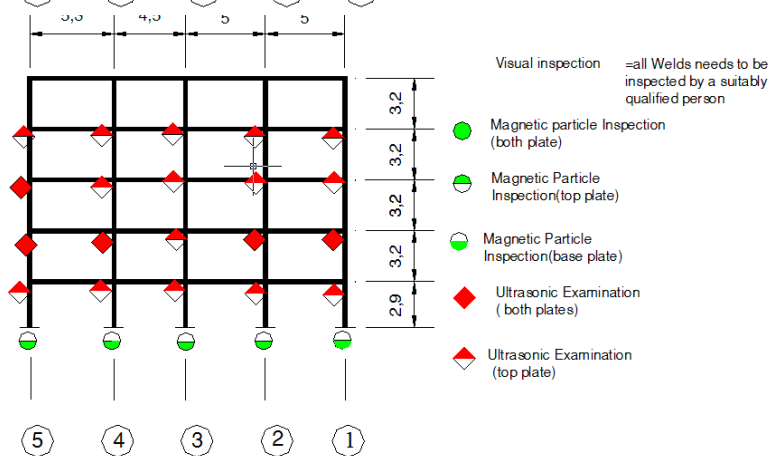 5,5
4,5
5
5
Visual inspection =all Welds needs to be
inspected by a suitably
qualified person
3,2
Magnetic particle Inspection
(both plate)
3,2
Magnetic Particle
Inspection(top plate)
3,2
Magnetic Particle
Inspection(base plate)
3,2
Ultrasonic Examination
( both plates)
2,9
Ultrasonic Examination
(top plate)
5
4
3
2
1